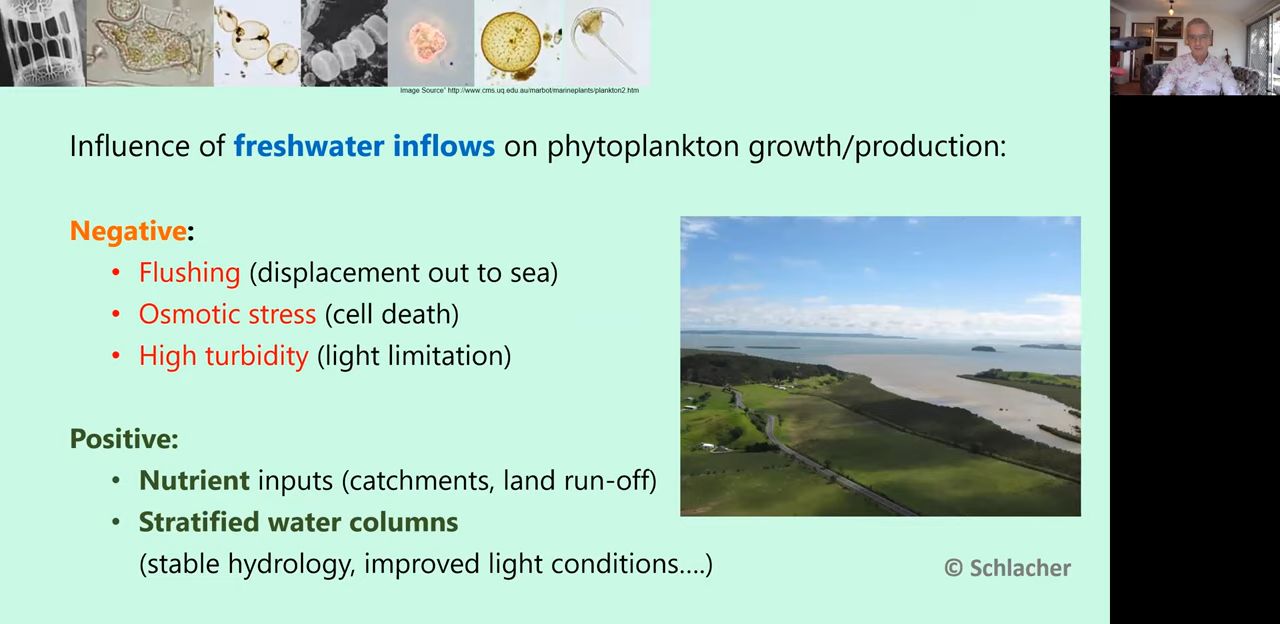 Image Source' http://www.cms.uq.edu.au/marbot/marineplants/plankton2.htm
Influence of freshwater inflows on phytoplankton growth/production:
Negative:
• Flushing (displacement out to sea)
• Osmotic stress (cell death)
• High turbidity (light limitation)
Positive:
• Nutrient inputs (catchments, land run-off)
• Stratified water columns
(stable hydrology, improved light conditions....)
© Schlacher